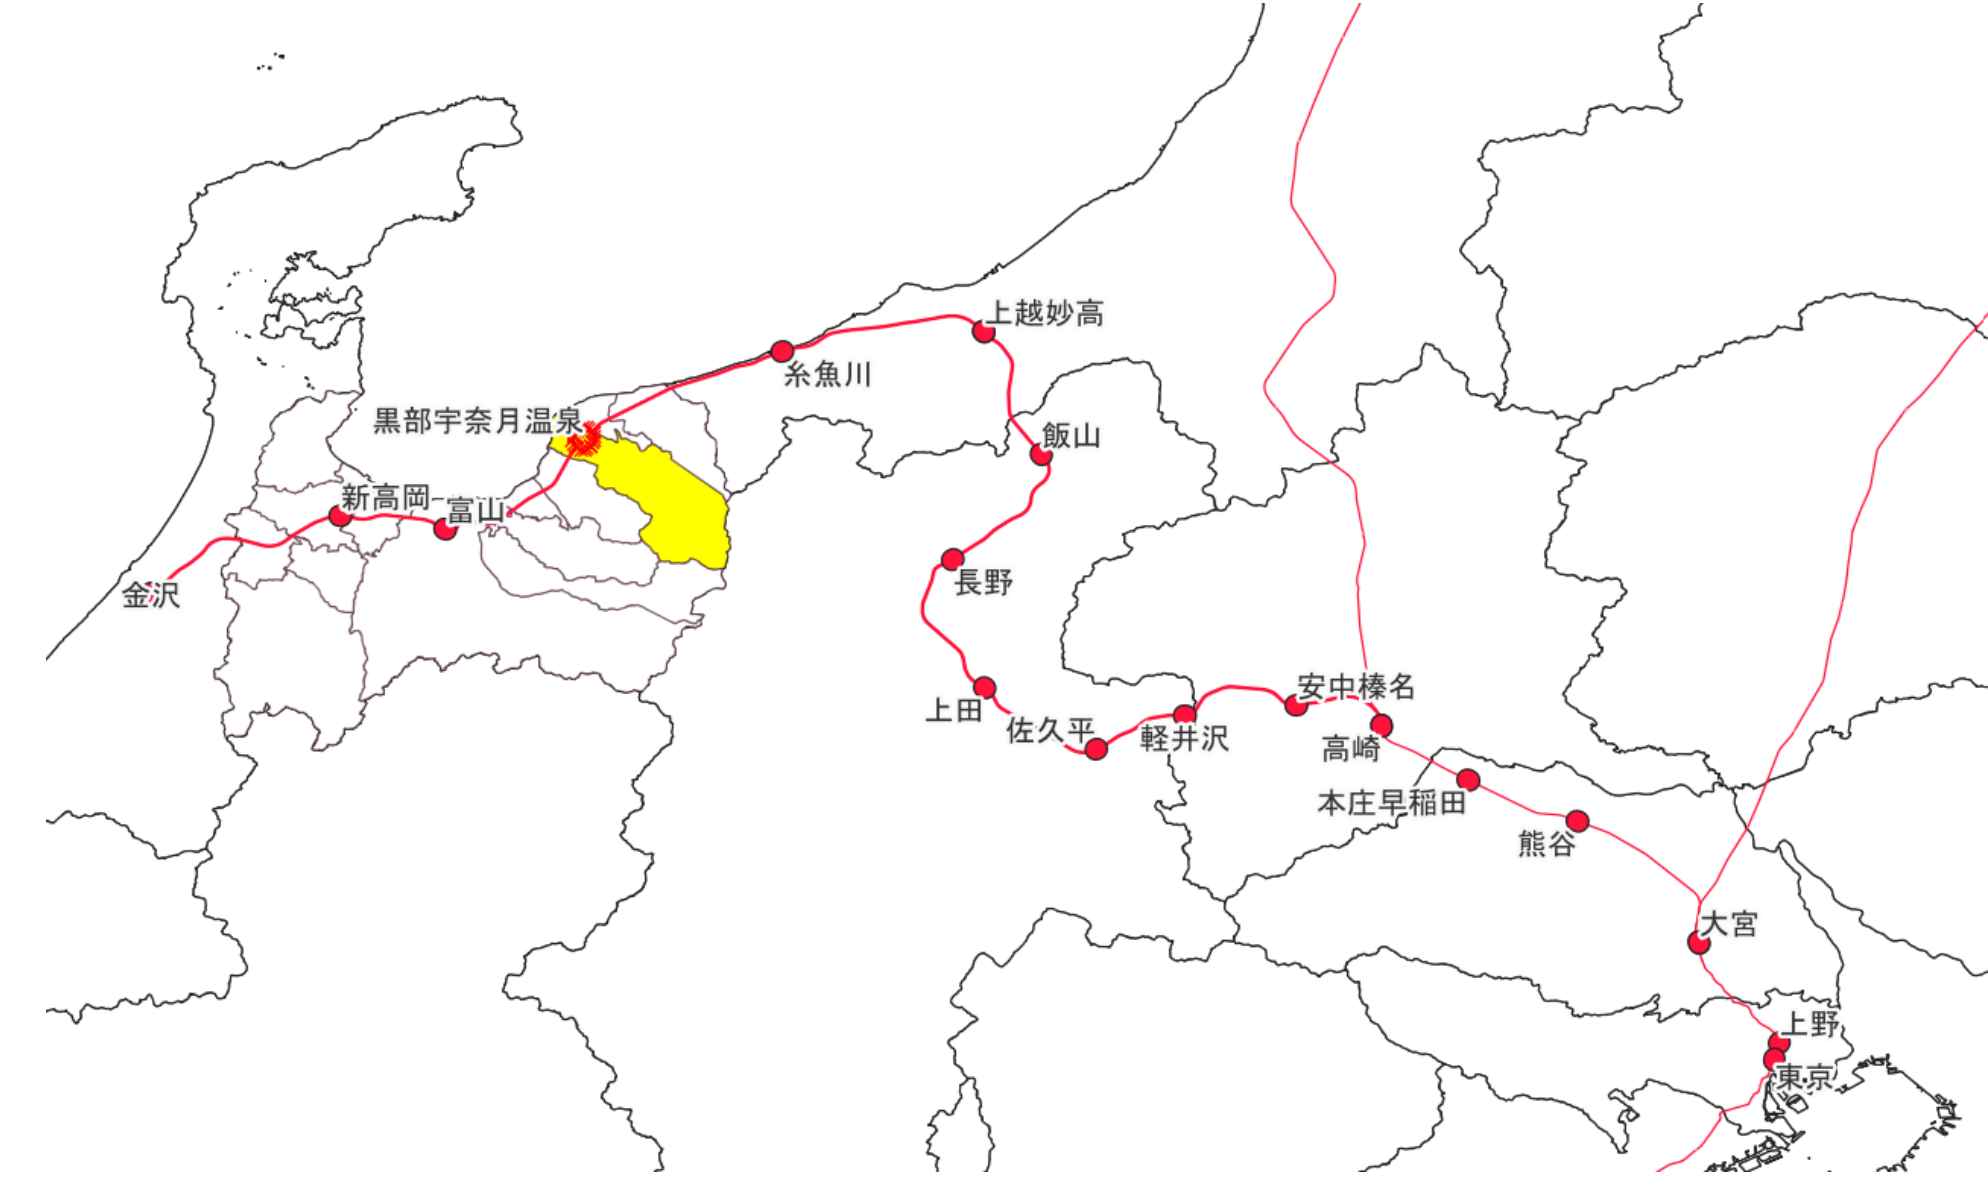 上越妙高
糸魚川
黒部宇奈月温泉
飯山
新高岡
富山
長野
金沢
上田
佐久平
軽井沢
安中榛名
高崎
本庄早稲田
熊谷
大宮
上野
東京